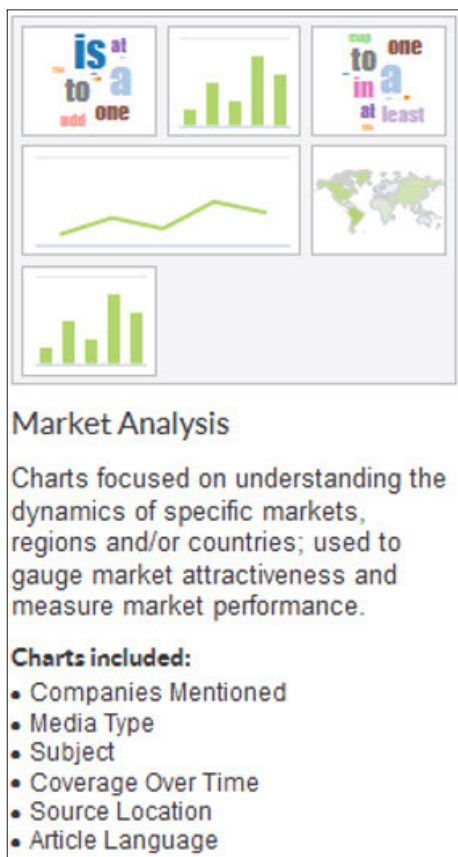 is at
to a
add one
map
to one
in a
at least
Market Analysis
Charts focused on understanding the
dynamics of specific markets,
regions and/or countries; used to
gauge market attractiveness and
measure market performance.
Charts included:
• Companies Mentioned
• Media Type
• Subject
• Coverage Over Time
• Source Location
• Article Language